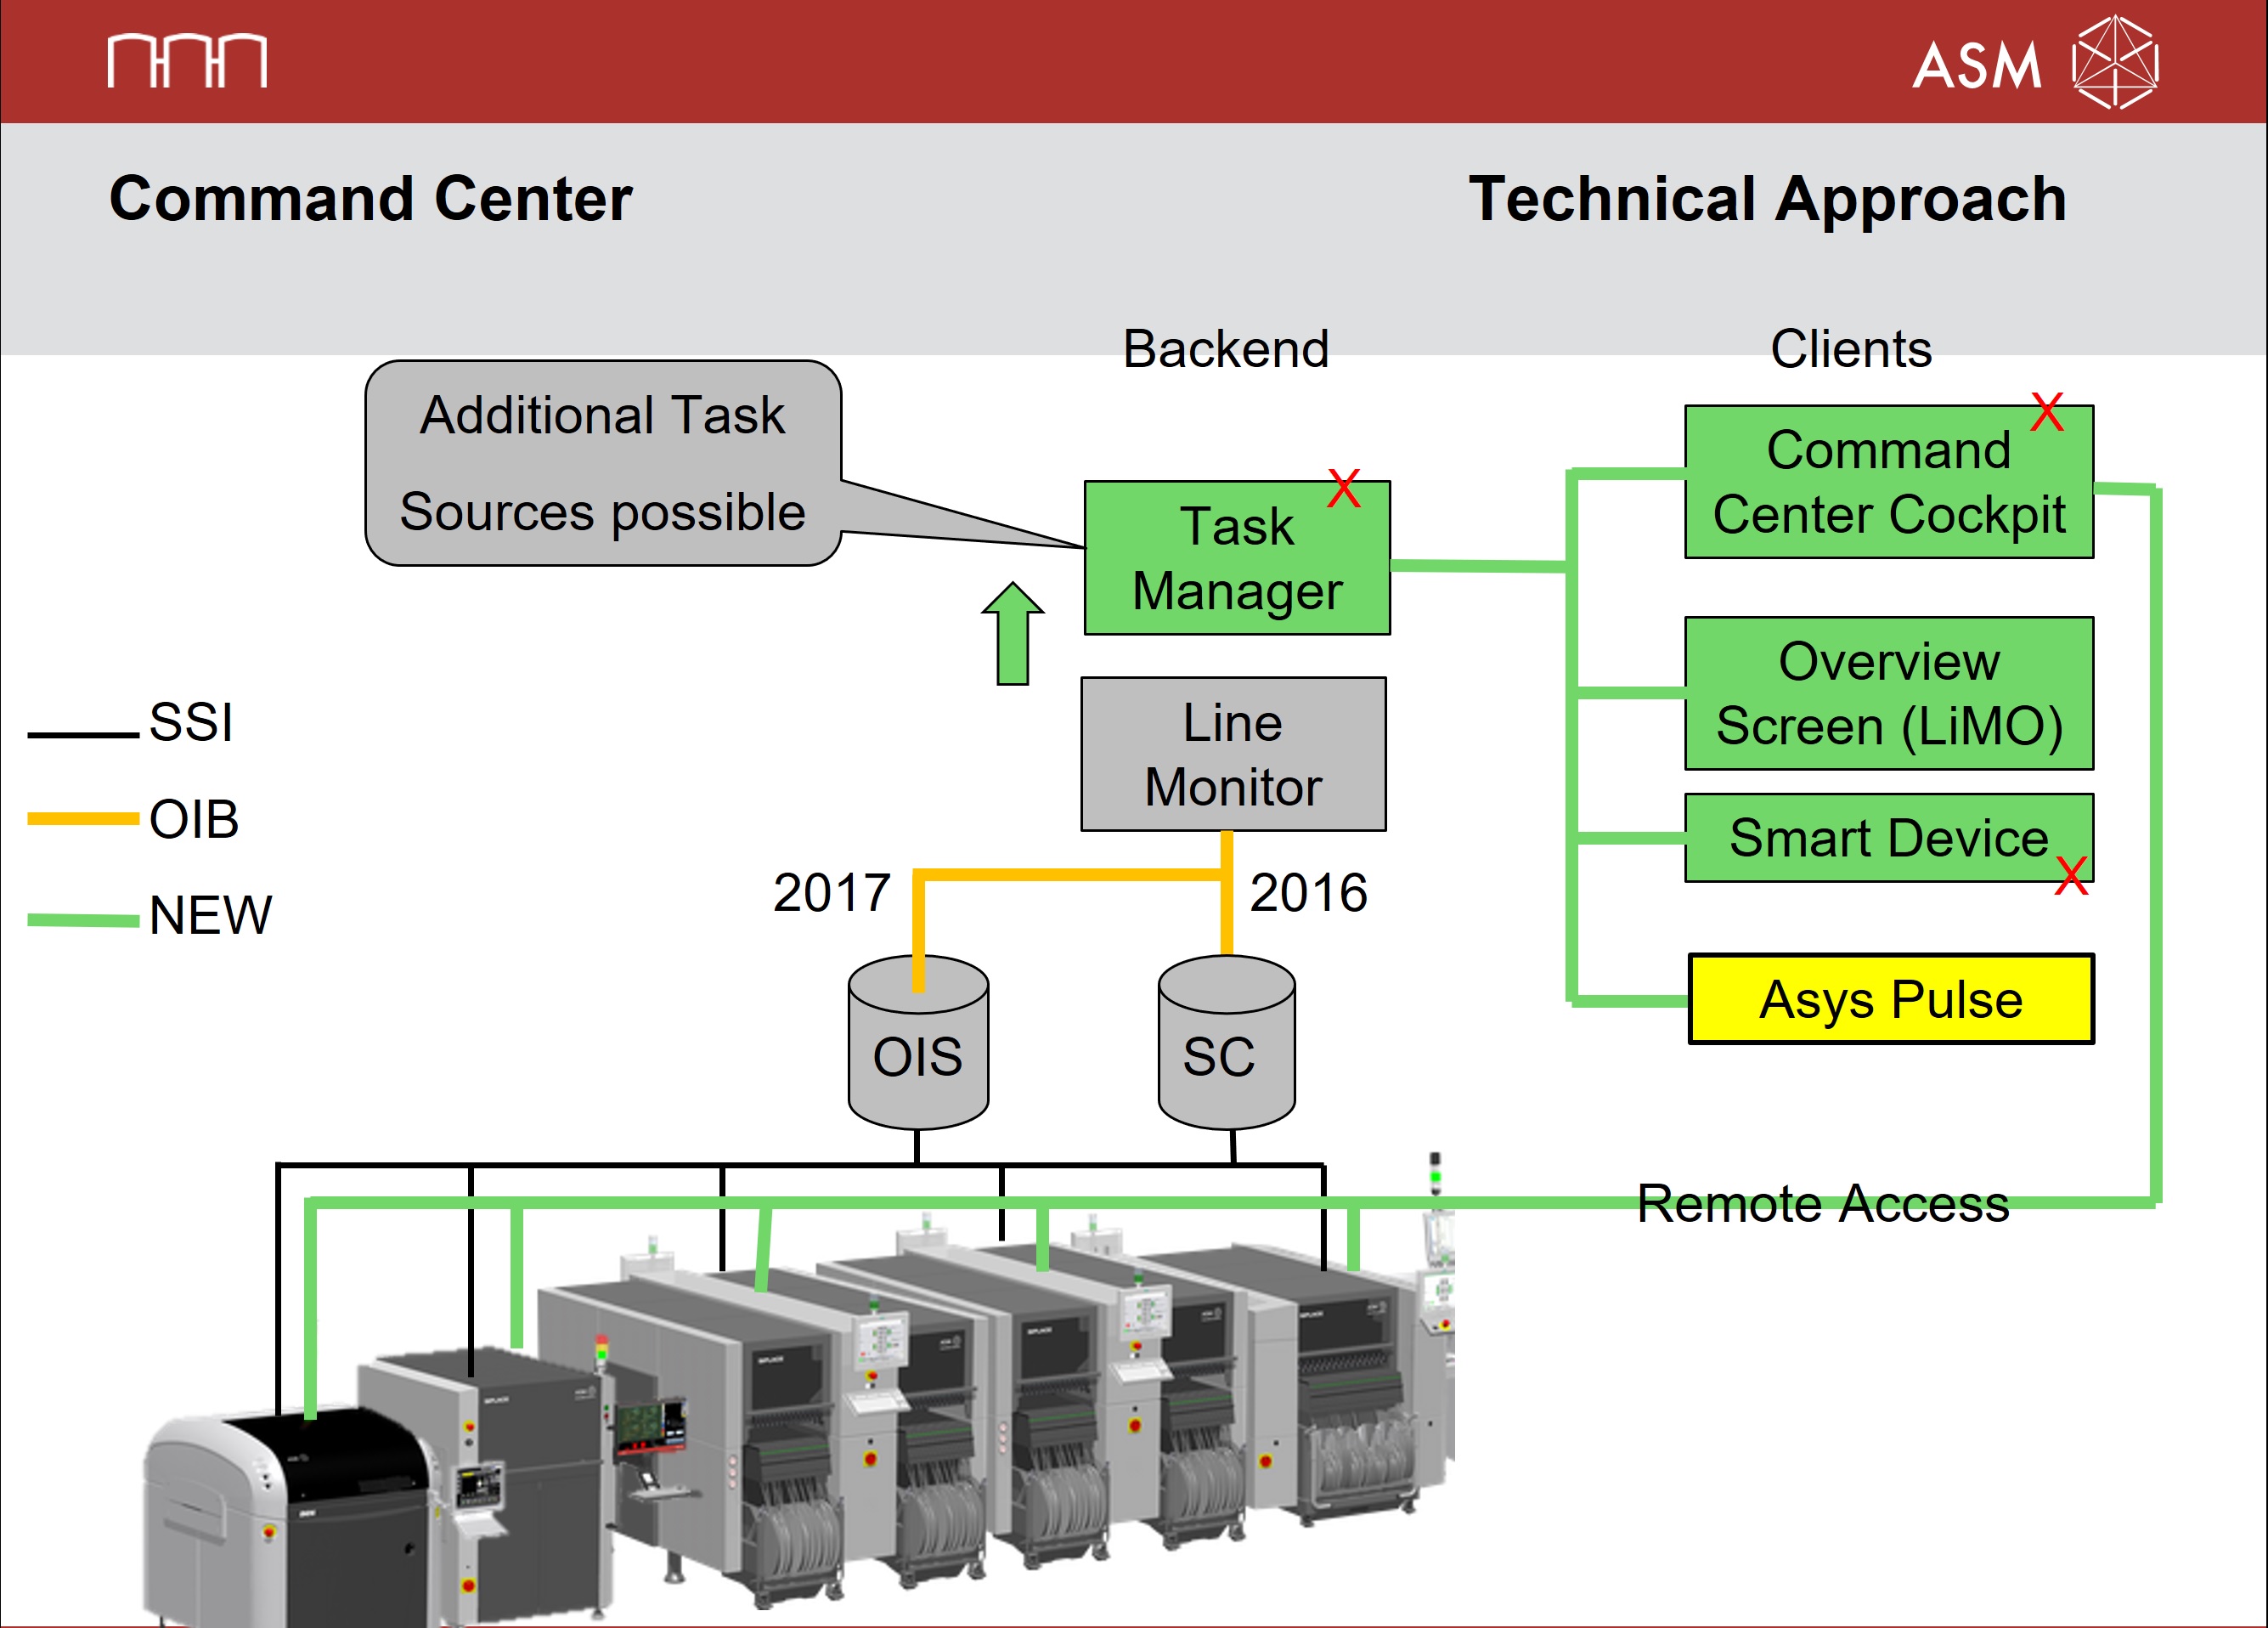 ASM
Command Center
Technical Approach
Backend
Clients
Additional Task
Sources possible
X
Task
Manager
X
Command
Center Cockpit
Overview
Screen (LiMO)
Line
Monitor
SSI
OIB
NEW
Smart Device
X
2017
2016
Asys Pulse
OIS
SC
Remote Access